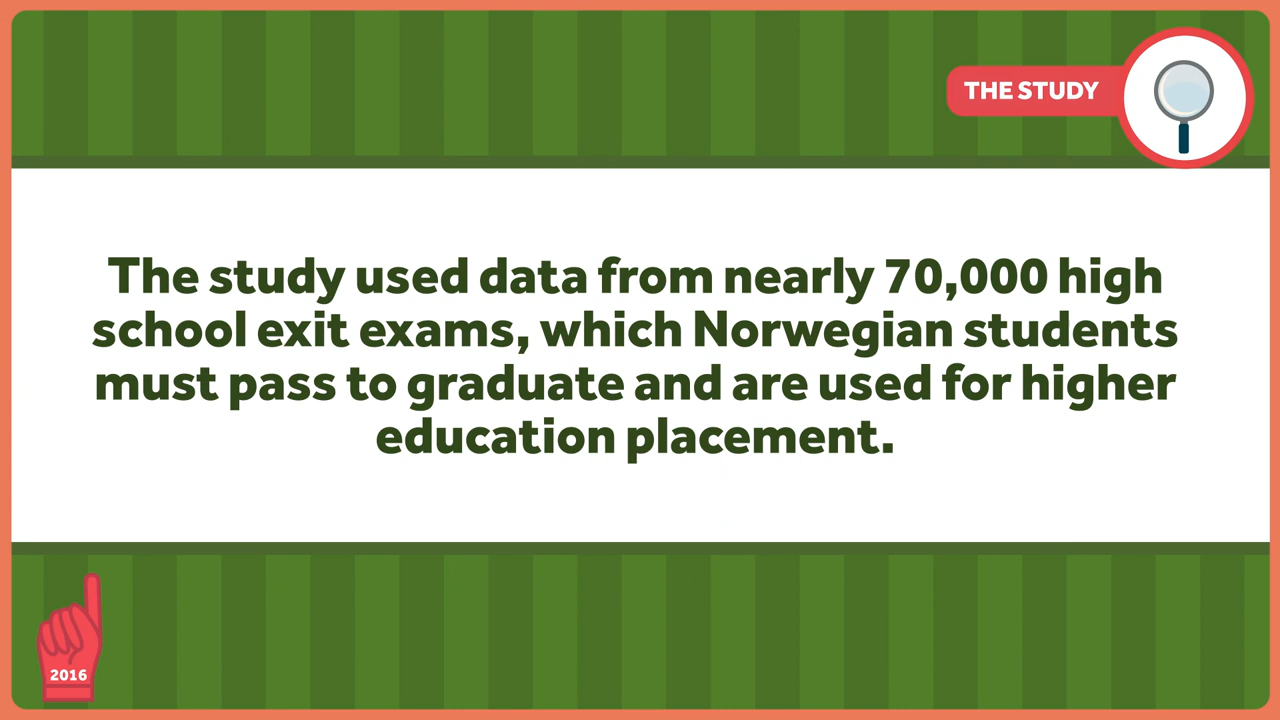 THE STUDY
The study used data from nearly 70,000 high
school exit exams, which Norwegian students
must pass to graduate and are used for higher
education placement.
2016